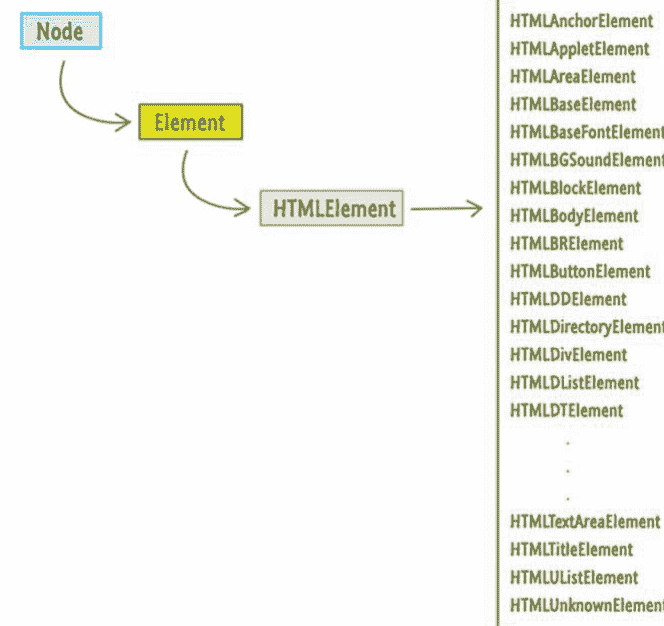 Node
Element
HTMLElement
HTMLAnchorElement
HTMLAppletElement
HTMLAreaElement
HTMLBaseElement
HTMLBaseFontElement
HTMLBGSoundElement
HTMLBlockElement
HTMLBodyElement
HTMLBRElement
HTMLButtonElement
HTMLDDElement
HTMLDirectoryElement
HTMLDivElement
HTMLDListElement
HTMLDTElement
.
.
.
HTMLTextAreaElement
HTMLTitleElement
HTMLUListElement
HTMLUnknownElement